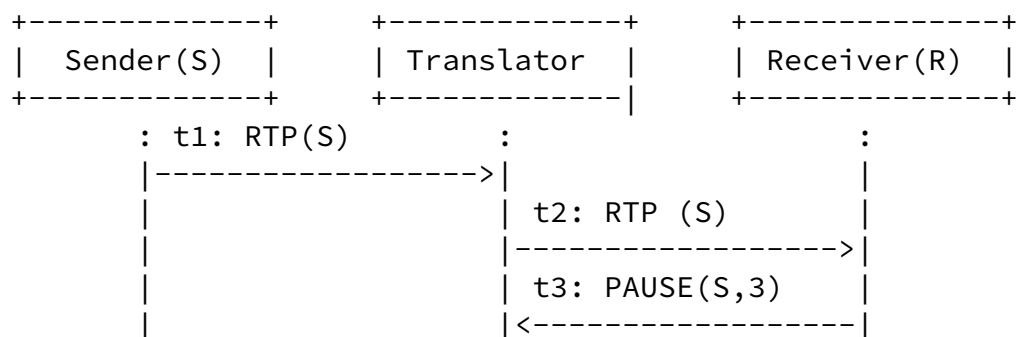 +-------------+     +-------------+     +--------------+
|  Sender(S)  |     | Translator  |     | Receiver(R)  |
+-------------+     +-------------|     +--------------+
       : t1: RTP(S)        :                   :
       |------------------>|                   |
       |                   | t2: RTP (S)       |
       |                   |------------------>|
       |                   | t3: PAUSE(S,3)    |
       |                   |<------------------|